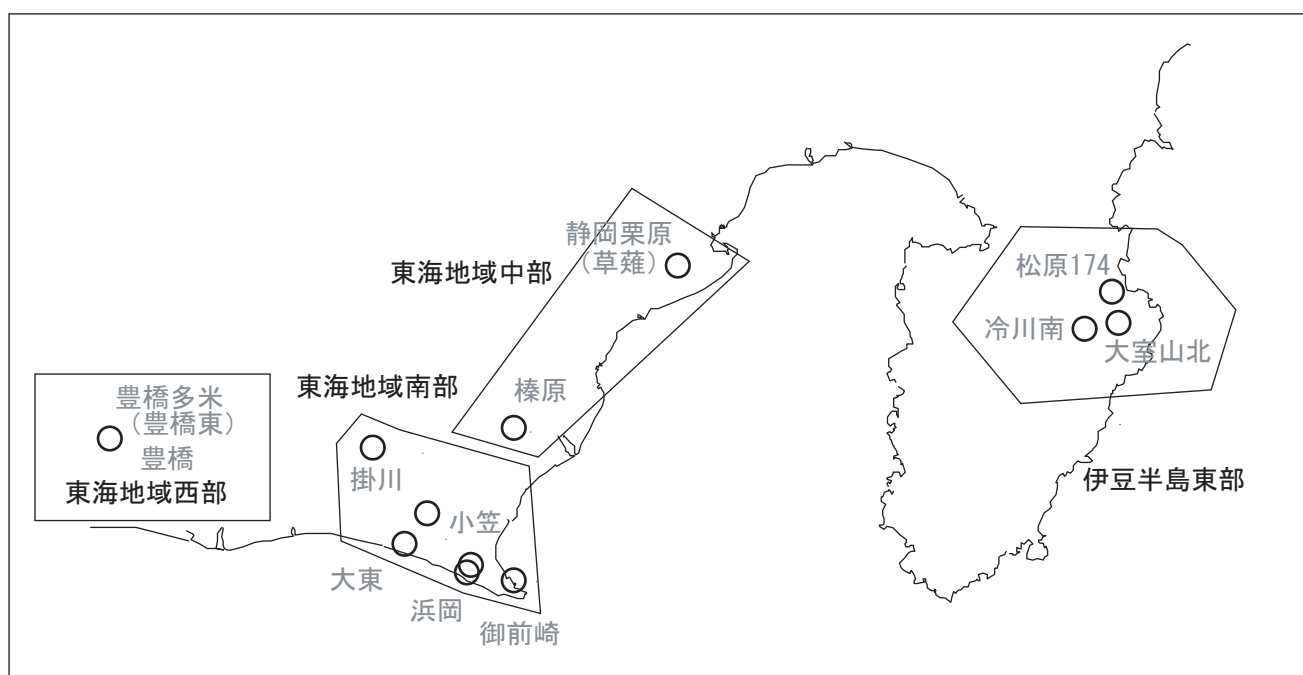 静岡栗原
（草薙）
東海地域中部
松原174
冷川南
大室山北
東海地域南部
榛原
豊橋多米
（豊橋東）
豊橋
東海地域西部
掛川
伊豆半島東部
小笠
大東
浜岡
御前崎